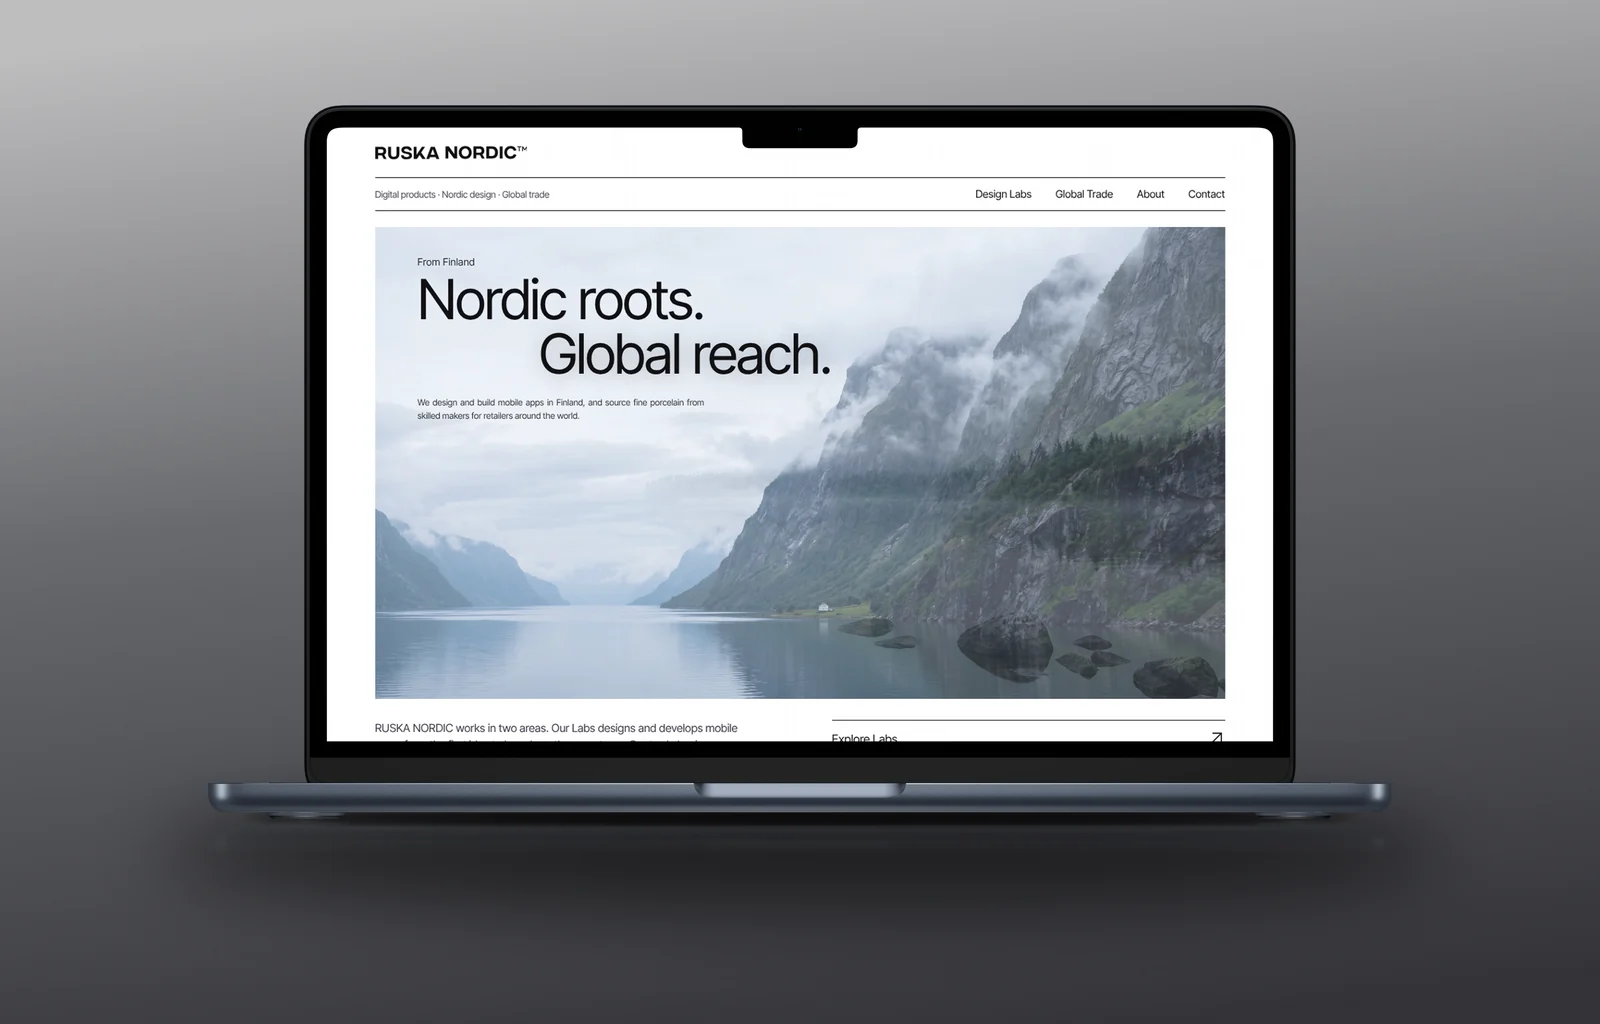 RUSKA NORDIC™
Digital products · Nordic design · Global trade
Design Labs
Global Trade
About
Contact
From Finland
Nordic roots.
Global reach.
We design and build mobile apps in Finland, and source fine porcelain from
skilled makers for retailers around the world.
RUSKA NORDIC works in two areas. Our Labs designs and develops mobile
Explore Labs